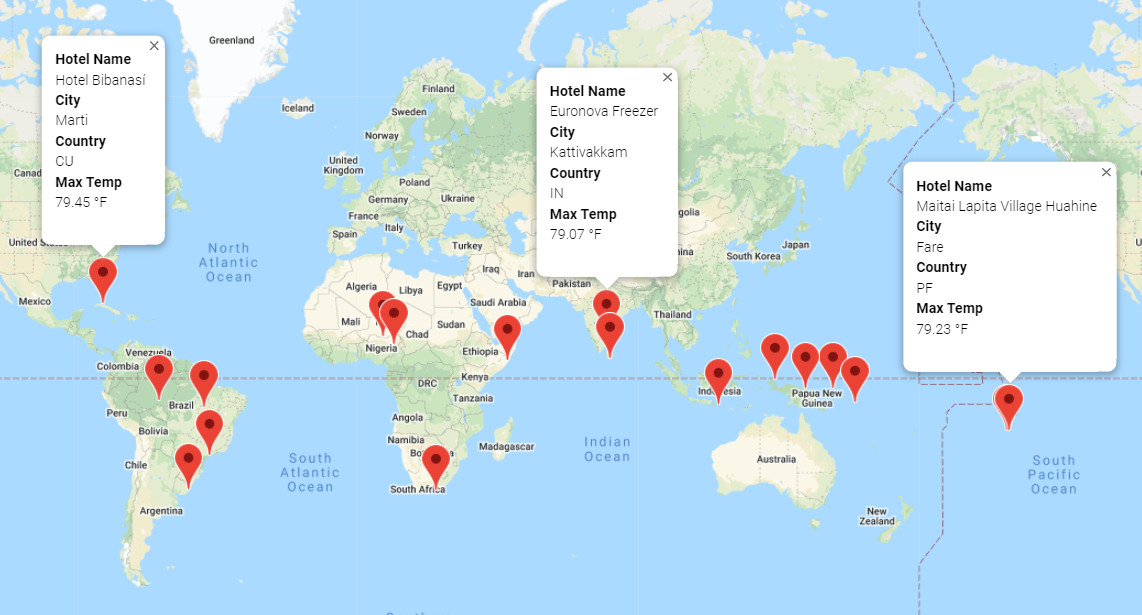 Hotel Name
Hotel Bibanasí
City
Marti
Country
CU
Max Temp
79.45 °F
Hotel Name
Euronova Freezer
City
Kattivakkam
Country
IN
Max Temp
79.07 °F
Hotel Name
Maitai Lapita Village Huahine
City
Fare
Country
PF
Max Temp
79.23 °F
Greenland
Iceland
Finland
Sweden
Norway
United
Kingdom
Poland
Germany
Ukraine
France
Italy
Spain
Turkey
Iraq
Iran
Pakistan
Algeria
Libya
Egypt
Saudi Arabia
Mali
Chad
Sudan
Nigeria
Ethiopia
Kenya
DRC
Tanzania
Angola
Namibia
Madagascar
South Africa
North
Atlantic
Ocean
Mexico
Venezuela
Colombia
Peru
Brazil
Bolivia
Chile
Argentina
South
Atlantic
Ocean
Indian
Ocean
Japan
South Korea
Thailand
Indonesia
Papua New
Guinea
Australia
New
Zealand
South
Pacific
Ocean